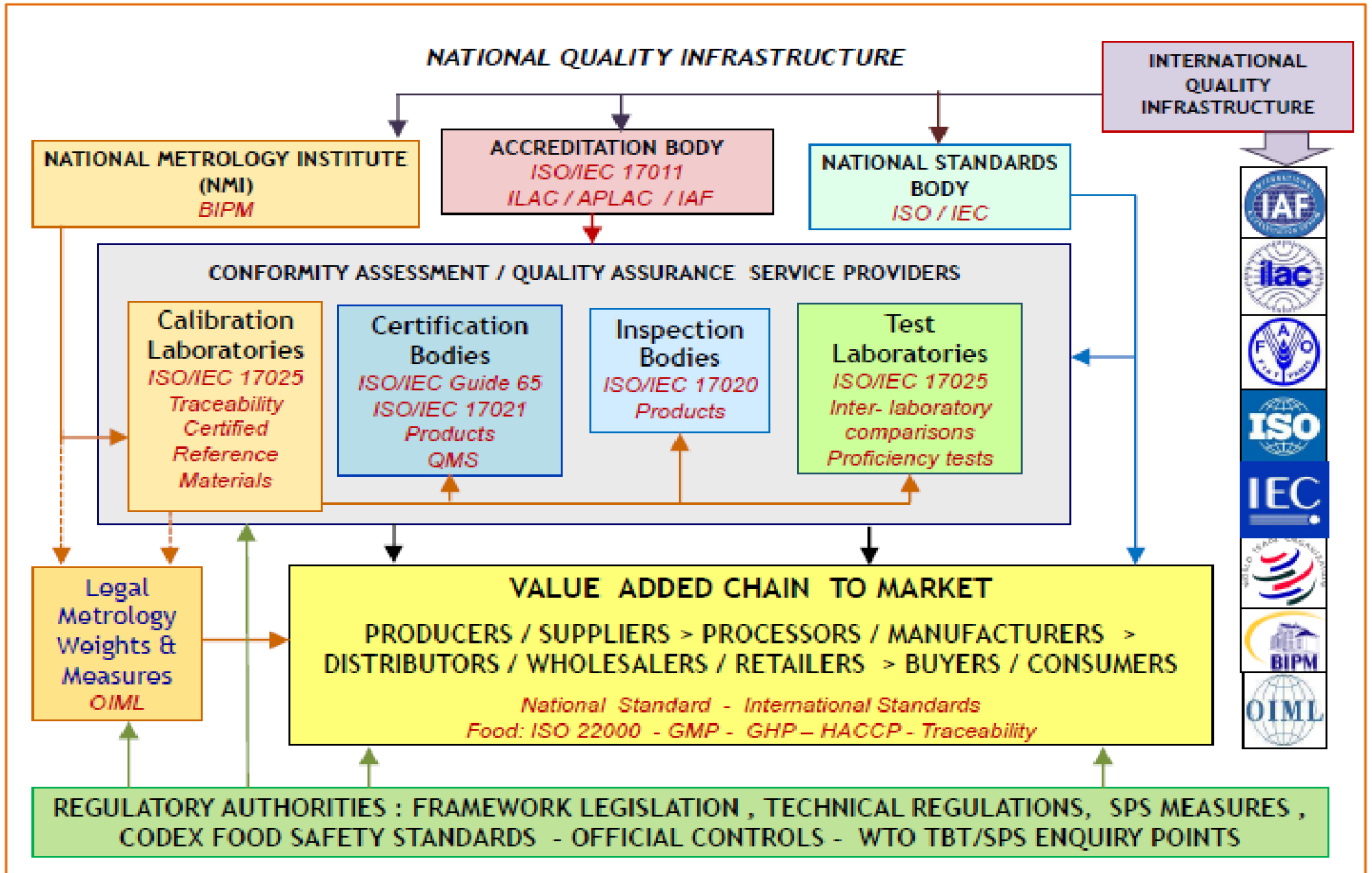 NATIONAL QUALITY INFRASTRUCTURE
INTERNATIONAL
QUALITY
INFRASTRUCTURE
NATIONAL METROLOGY INSTITUTE
(NMI)
BIPM
ACCREDITATION BODY
ISO/IEC 17011
ILAC / APLAC / IAF
NATIONAL STANDARDS
BODY
ISO / IEC
CONFORMITY ASSESSMENT / QUALITY ASSURANCE SERVICE PROVIDERS
Calibration
Laboratories
ISO/IEC 17025
Traceability
Certified
Reference
Materials
Certification
Bodies
ISO/IEC Guide 65
ISO/IEC 17021
Products
QMS
Inspection
Bodies
ISO/IEC 17020
Products
Test
Laboratories
ISO/IEC 17025
Inter- laboratory
comparisons
Proficiency tests
Legal
Metrology
Weights &
Measures
OIML
VALUE ADDED CHAIN TO MARKET
PRODUCERS / SUPPLIERS > PROCESSORS / MANUFACTURERS >
DISTRIBUTORS / WHOLESALERS / RETAILERS > BUYERS / CONSUMERS
National Standard - International Standards
Food: ISO 22000 - GMP - GHP – HACCP - Traceability
REGULATORY AUTHORITIES : FRAMEWORK LEGISLATION , TECHNICAL REGULATIONS, SPS MEASURES ,
CODEX FOOD SAFETY STANDARDS - OFFICIAL CONTROLS - WTO TBT/SPS ENQUIRY POINTS
IAF
ilac
FAO
FIAT PANIS
ISO
IEC
WORLD TRADE ORGANIZATION
BIPM
OIML